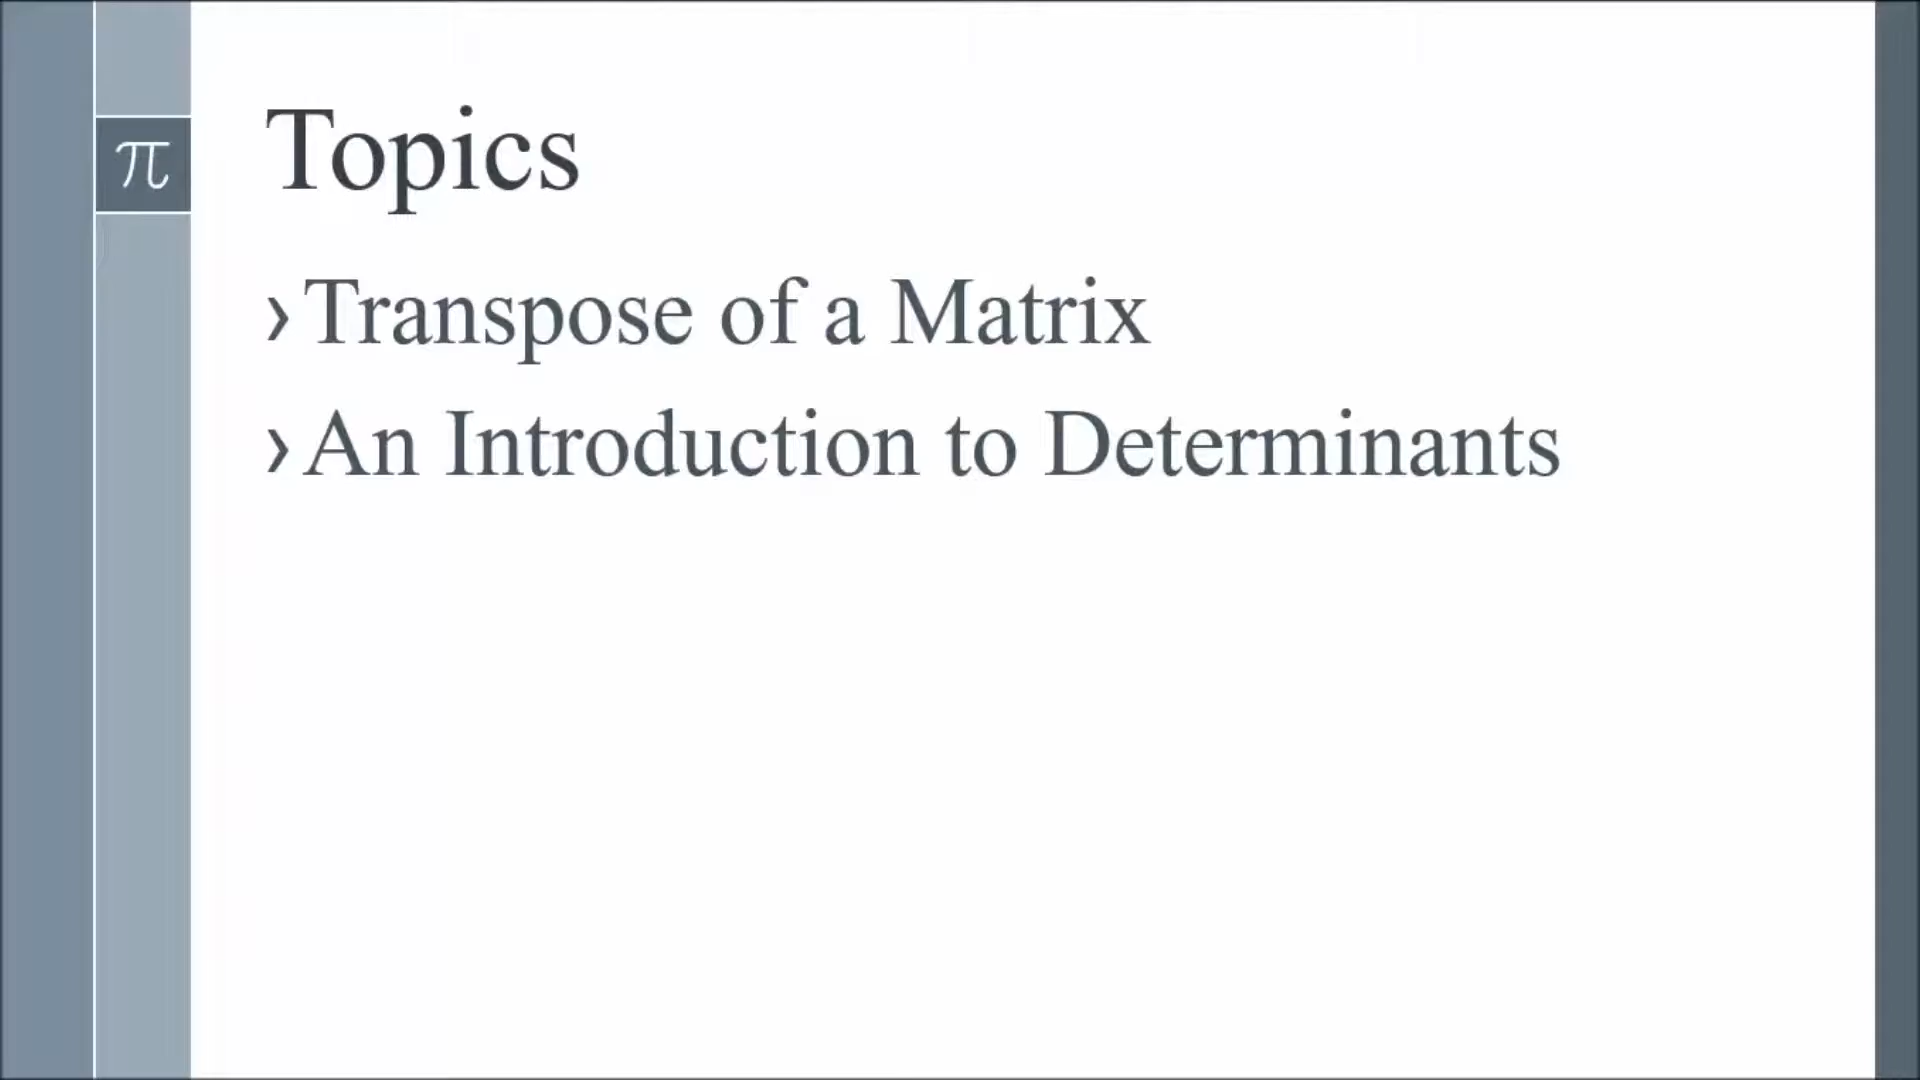 π
Topics
›Transpose of a Matrix
›An Introduction to Determinants